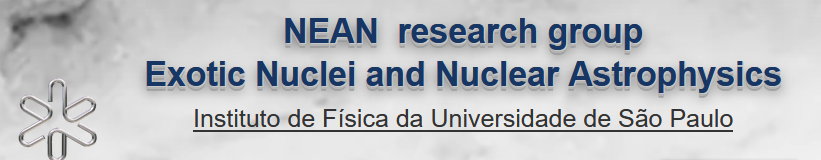 NEAN research group
Exotic Nuclei and Nuclear Astrophysics
Instituto de Física da Universidade de São Paulo